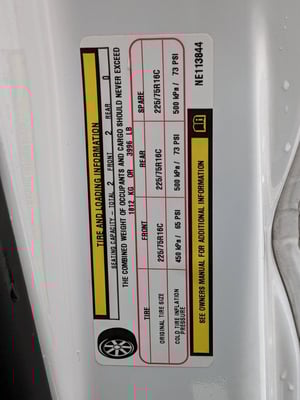 TIRE AND LOADING INFORMATION
SEATING CAPACITY - TOTAL 2 FRONT 2 REAR 0
THE COMBINED WEIGHT OF OCCUPANTS AND CARGO SHOULD NEVER EXCEED
1812 KG OR 3996 LB
TIRE FRONT REAR SPARE
ORIGINAL TIRE SIZE 225/75R16C 225/75R16C 225/75R16C
COLD TIRE INFLATION PRESSURE 450 kPa / 65 PSI 500 kPa / 73 PSI 500 kPa / 73 PSI
SEE OWNERS MANUAL FOR ADDITIONAL INFORMATION
NE113844